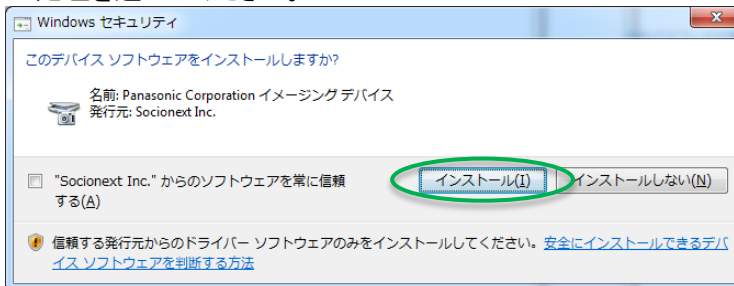 Windows セキュリティ
このデバイス ソフトウェアをインストールしますか?
名前: Panasonic Corporation イメージング デバイス
発行元: Socionext Inc.
"Socionext Inc." からのソフトウェアを常に信頼
する(A)
インストール(I)
インストールしない(N)
信頼する発行元からのドライバー ソフトウェアのみをインストールしてください。安全にインストールできるデバ
イス ソフトウェアを判断する方法